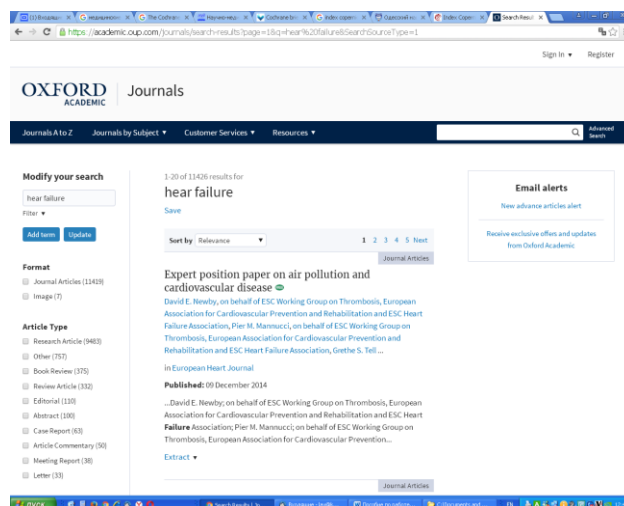 https://academic.oup.com/journals/search-results?page=1&q=hear%20failure&SearchSourceType=1
Sign In ▾ Register
OXFORD ACADEMIC Journals
Journals A to Z Journals by Subject ▾ Customer Services ▾ Resources ▾ Advanced Search
Modify your search
hear failure
Filter ▾
Add term Update
Format
Journal Articles (11419)
Image (7)
Article Type
Research Article (9483)
Other (757)
Book Review (375)
Review Article (332)
Editorial (110)
Abstract (100)
Case Report (63)
Article Commentary (50)
Meeting Report (38)
Letter (33)
1-20 of 11426 results for
hear failure
Save
Sort by Relevance ▾ 1 2 3 4 5 Next
Journal Articles
Expert position paper on air pollution and
cardiovascular disease
David E. Newby, on behalf of ESC Working Group on Thrombosis, European
Association for Cardiovascular Prevention and Rehabilitation and ESC Heart
Failure Association, Pier M. Mannucci, on behalf of ESC Working Group on
Thrombosis, European Association for Cardiovascular Prevention and
Rehabilitation and ESC Heart Failure Association, Grethe S. Tell ...
in European Heart Journal
Published: 09 December 2014
...David E. Newby; on behalf of ESC Working Group on Thrombosis, European
Association for Cardiovascular Prevention and Rehabilitation and ESC Heart
Failure Association; Pier M. Mannucci; on behalf of ESC Working Group on
Thrombosis, European Association for Cardiovascular Prevention...
Extract ▾
Journal Articles
Email alerts
New advance articles alert
Receive exclusive offers and updates
from Oxford Academic